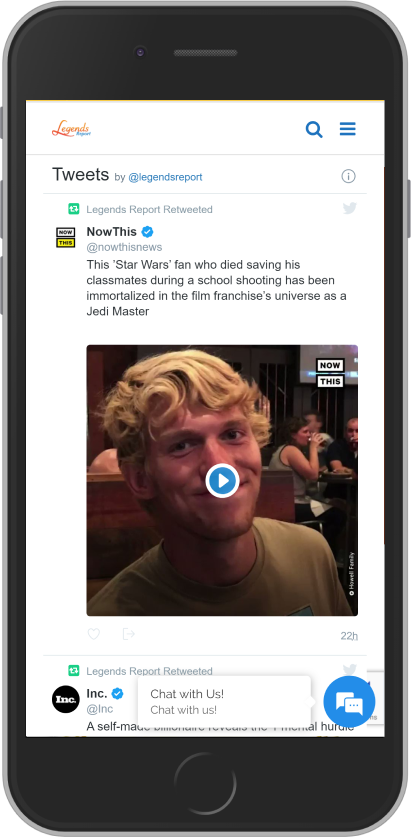 Legends
Report
Tweets by @legendsreport
Legends Report Retweeted
NOW
THIS
NowThis
@nowthisnews
This 'Star Wars' fan who died saving his
classmates during a school shooting has been
immortalized in the film franchise's universe as a
Jedi Master
NOW
THIS
© Howell Family
22h
Legends Report Retweeted
Inc.
Inc.
@Inc
Chat with Us!
Chat with us!
A self-made billionaire reveals the 1 mental hurdle